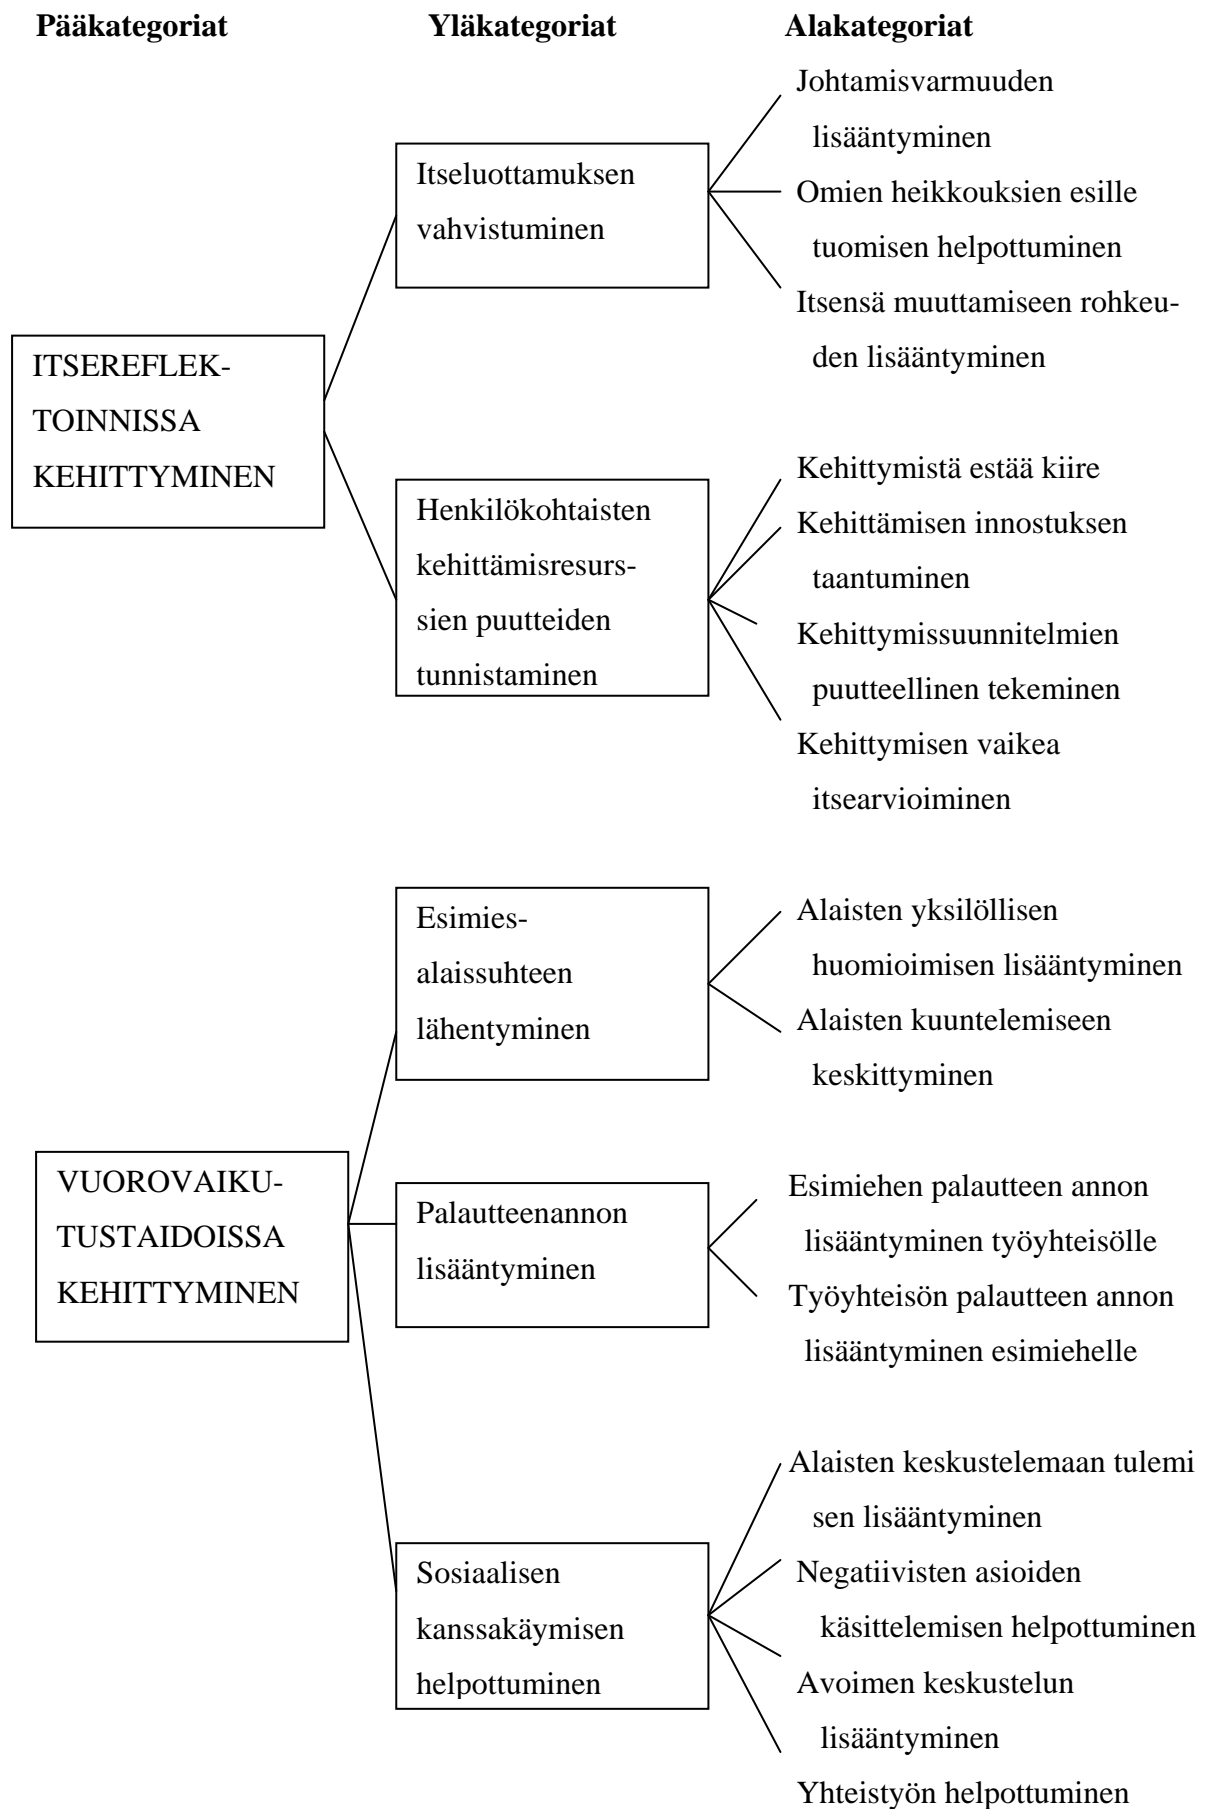 Pääkategoriat Yläkategoriat Alakategoriat
ITSEREFLEK-
TOINNISSA
KEHITTYMINEN
Itseluottamuksen
vahvistuminen
Johtamisvarmuuden
lisääntyminen
Omien heikkouksien esille
tuomisen helpottuminen
Itsensä muuttamiseen rohkeu-
den lisääntyminen
Henkilökohtaisten
kehittämisresurs-
sien puutteiden
tunnistaminen
Kehittymistä estää kiire
Kehittämisen innostuksen
taantuminen
Kehittymissuunnitelmien
puutteellinen tekeminen
Kehittymisen vaikea
itsearvioiminen
VUOROVAIKU-
TUSTAIDOISSA
KEHITTYMINEN
Esimies-
alaissuhteen
lähentyminen
Alaisten yksilöllisen
huomioimisen lisääntyminen
Alaisten kuuntelemiseen
keskittyminen
Palautteenannon
lisääntyminen
Esimiehen palautteen annon
lisääntyminen työyhteisölle
Työyhteisön palautteen annon
lisääntyminen esimiehelle
Sosiaalisen
kanssakäymisen
helpottuminen
Alaisten keskustelemaan tulemi
sen lisääntyminen
Negatiivisten asioiden
käsittelemisen helpottuminen
Avoimen keskustelun
lisääntyminen
Yhteistyön helpottuminen